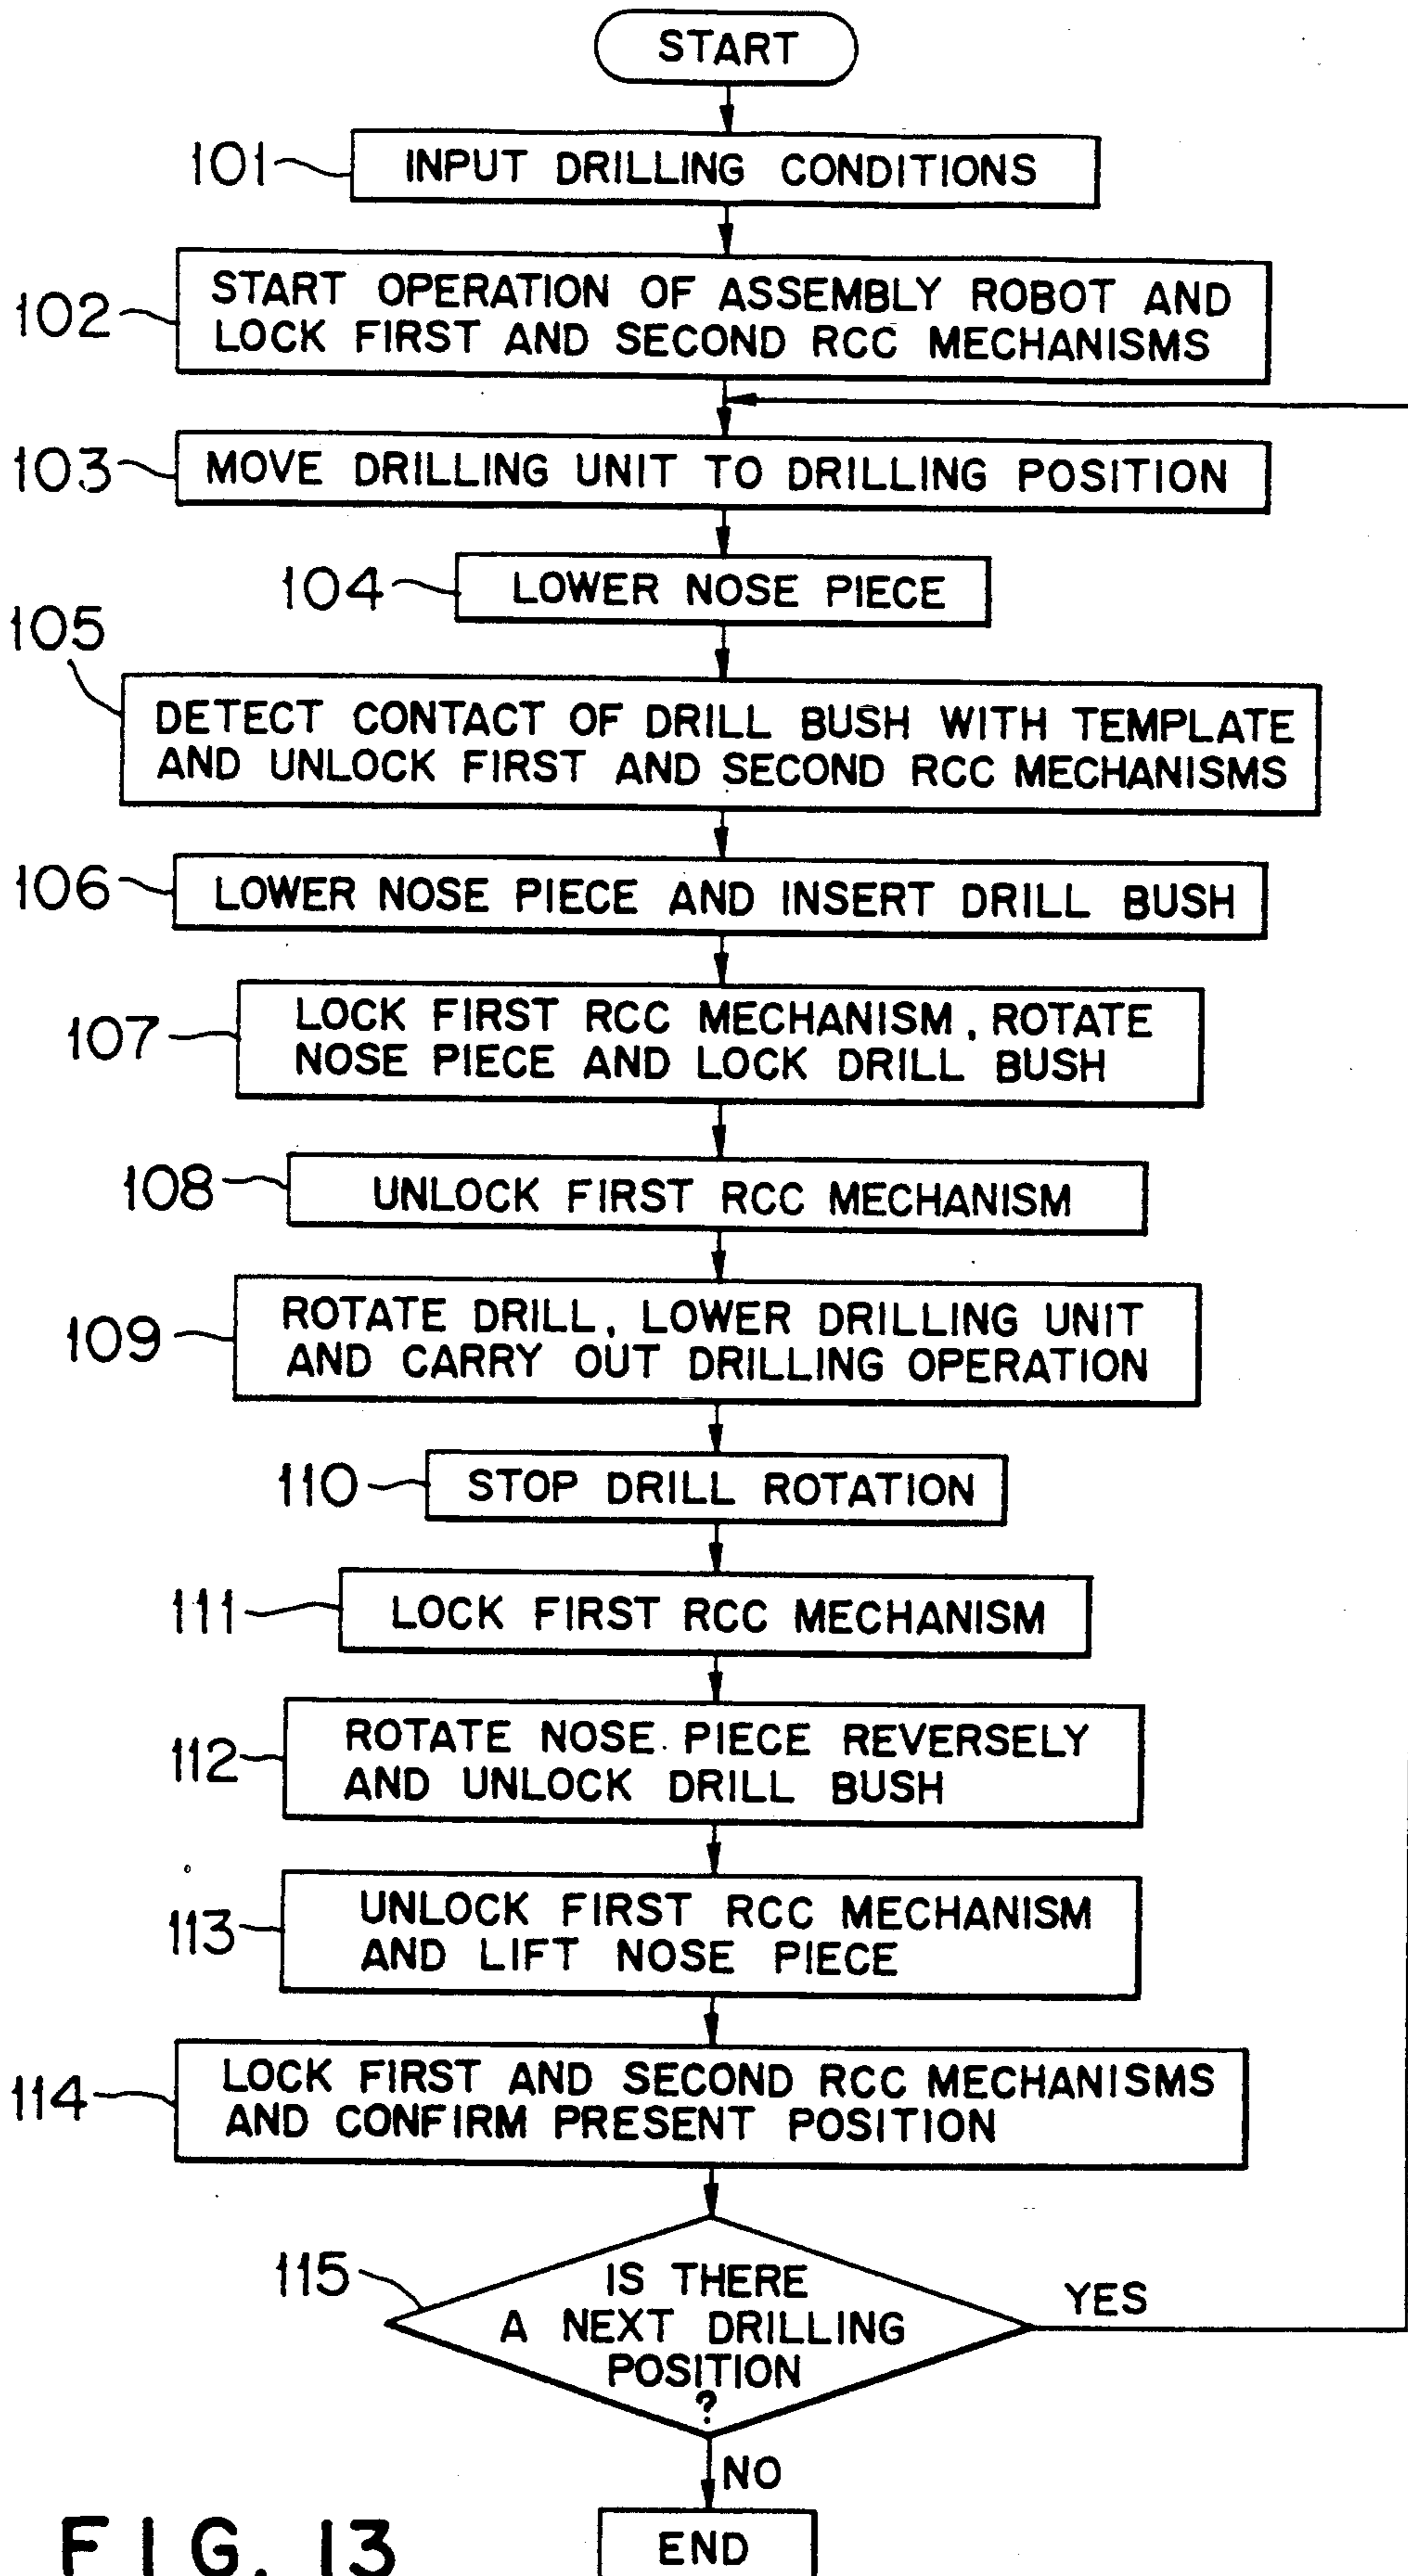 START
101
INPUT DRILLING CONDITIONS
102
START OPERATION OF ASSEMBLY ROBOT AND
LOCK FIRST AND SECOND RCC MECHANISMS
103
MOVE DRILLING UNIT TO DRILLING POSITION
104
LOWER NOSE PIECE
105
DETECT CONTACT OF DRILL BUSH WITH TEMPLATE
AND UNLOCK FIRST AND SECOND RCC MECHANISMS
106
LOWER NOSE PIECE AND INSERT DRILL BUSH
107
LOCK FIRST RCC MECHANISM, ROTATE
NOSE PIECE AND LOCK DRILL BUSH
108
UNLOCK FIRST RCC MECHANISM
109
ROTATE DRILL, LOWER DRILLING UNIT
AND CARRY OUT DRILLING OPERATION
110
STOP DRILL ROTATION
111
LOCK FIRST RCC MECHANISM
112
ROTATE NOSE PIECE REVERSELY
AND UNLOCK DRILL BUSH
113
UNLOCK FIRST RCC MECHANISM
AND LIFT NOSE PIECE
114
LOCK FIRST AND SECOND RCC MECHANISMS
AND CONFIRM PRESENT POSITION
115
IS THERE
A NEXT DRILLING
POSITION
?
YES
NO
END
FIG. 13